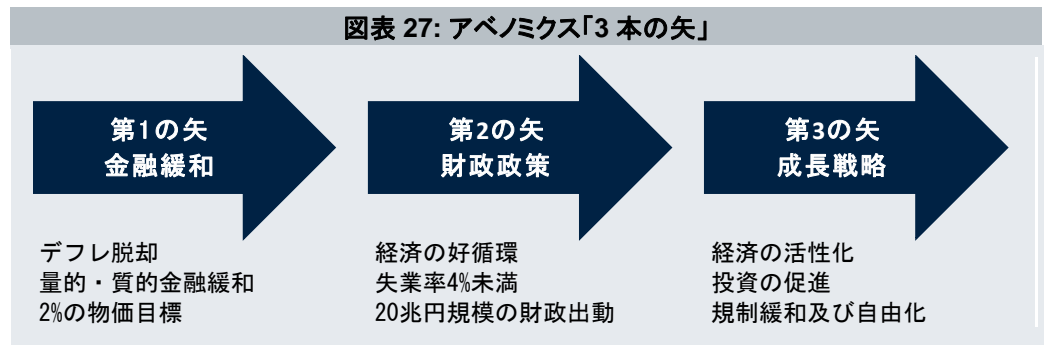 図表 27: アベノミクス「3 本の矢」
第1の矢
金融緩和
デフレ脱却
量的・質的金融緩和
2%の物価目標
第2の矢
財政政策
経済の好循環
失業率4%未満
20兆円規模の財政出動
第3の矢
成長戦略
経済の活性化
投資の促進
規制緩和及び自由化